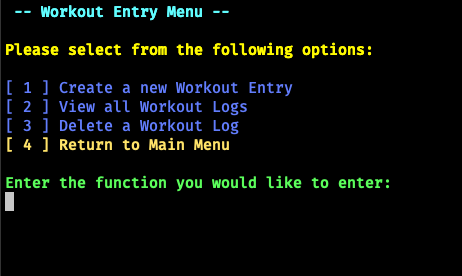 -- Workout Entry Menu --
Please select from the following options:
[ 1 ] Create a new Workout Entry
[ 2 ] View all Workout Logs
[ 3 ] Delete a Workout Log
[ 4 ] Return to Main Menu
Enter the function you would like to enter: